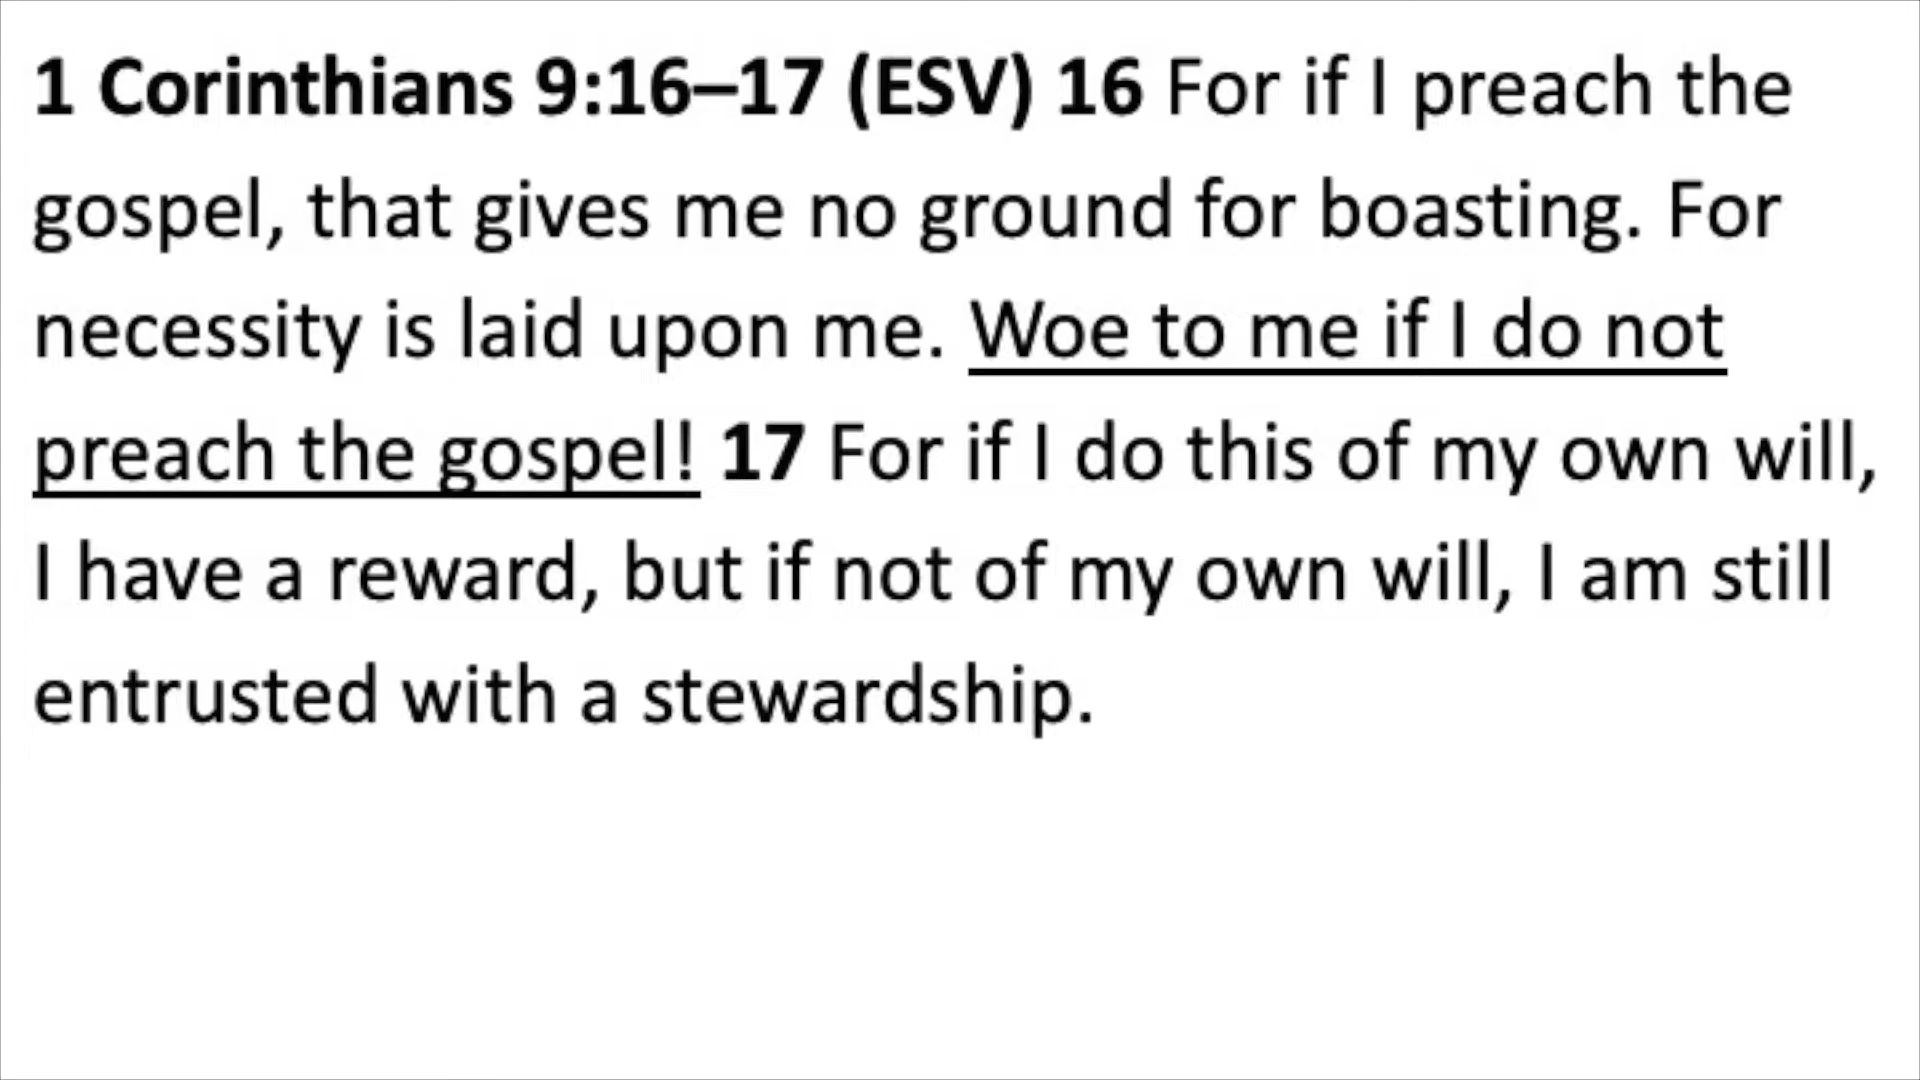 1 Corinthians 9:16–17 (ESV) 16 For if I preach the
gospel, that gives me no ground for boasting. For
necessity is laid upon me. Woe to me if I do not
preach the gospel! 17 For if I do this of my own will,
I have a reward, but if not of my own will, I am still
entrusted with a stewardship.